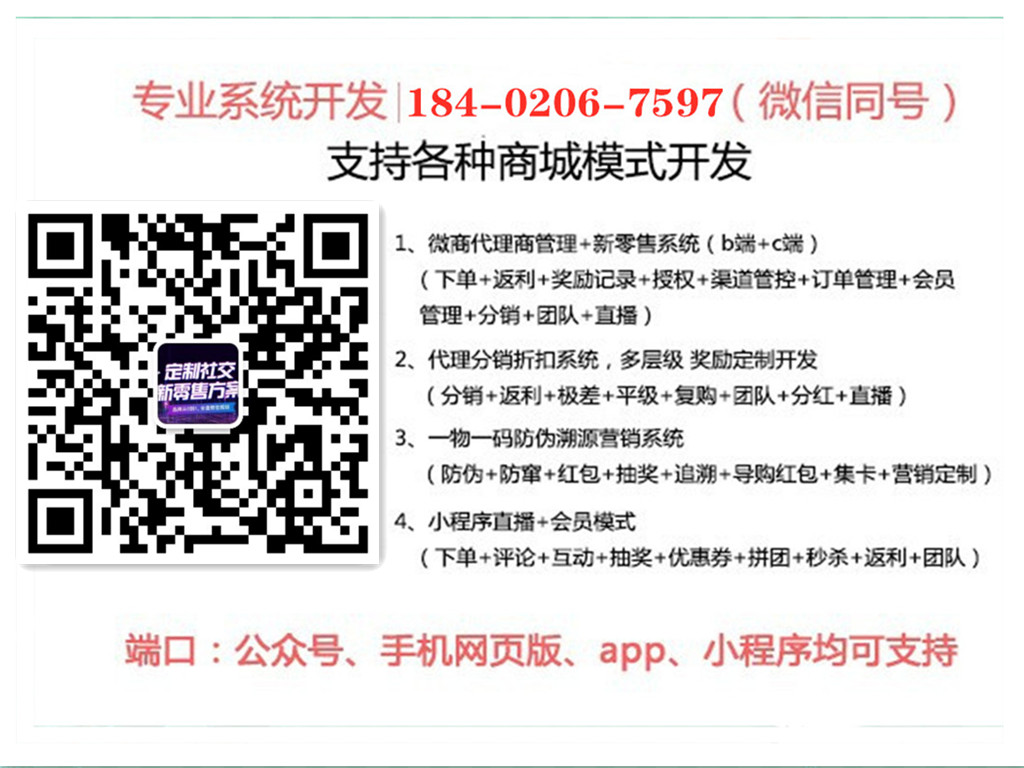 专业系统开发|184-0206-7597(微信同号)
支持各种商城模式开发
1、微商代理商管理+新零售系统(b端+c端)
(下单+返利+奖励记录+授权+渠道管控+订单管理+会员
管理+分销+团队+直播)
2、代理分销折扣系统,多层级 奖励定制开发
(分销+返利+极差+平级+复购+团队+分红+直播)
3、一物一码防伪溯源营销系统
(防伪+防窜+红包+抽奖+追溯+导购红包+集卡+营销定制)
4、小程序直播+会员模式
(下单+评论+互动+抽奖+优惠券+拼团+秒杀+返利+团队)
定制社交
新零售方案
端口:公众号、手机网页版、app、小程序均可支持